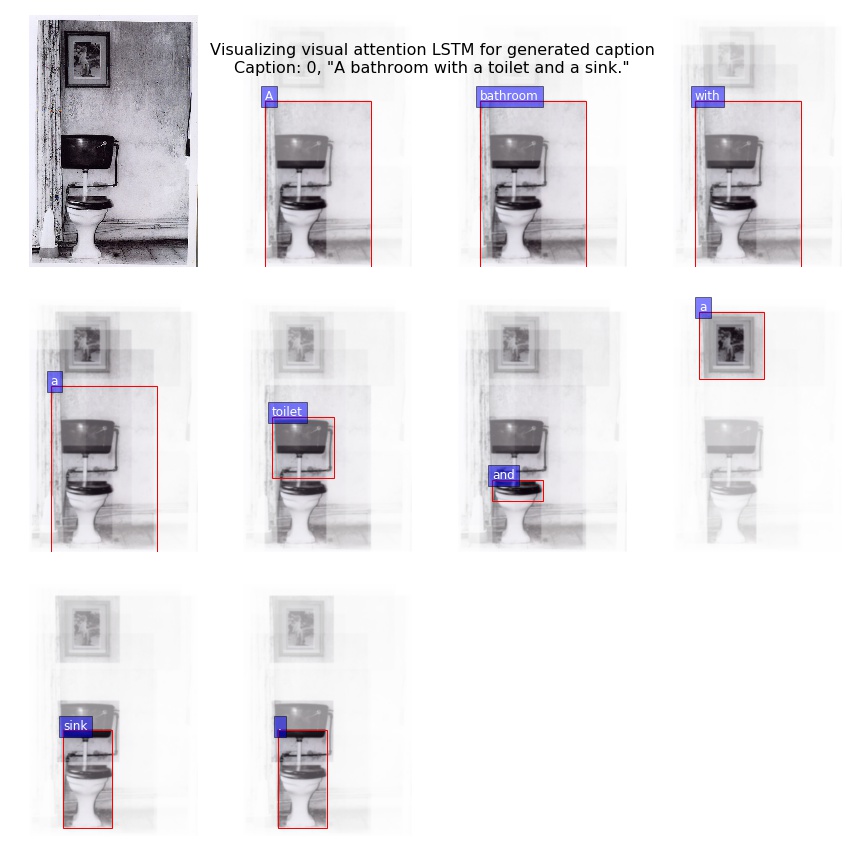 Visualizing visual attention LSTM for generated caption
Caption: 0, "A bathroom with a toilet and a sink."
A
bathroom
with
a
toilet
and
a
sink
.